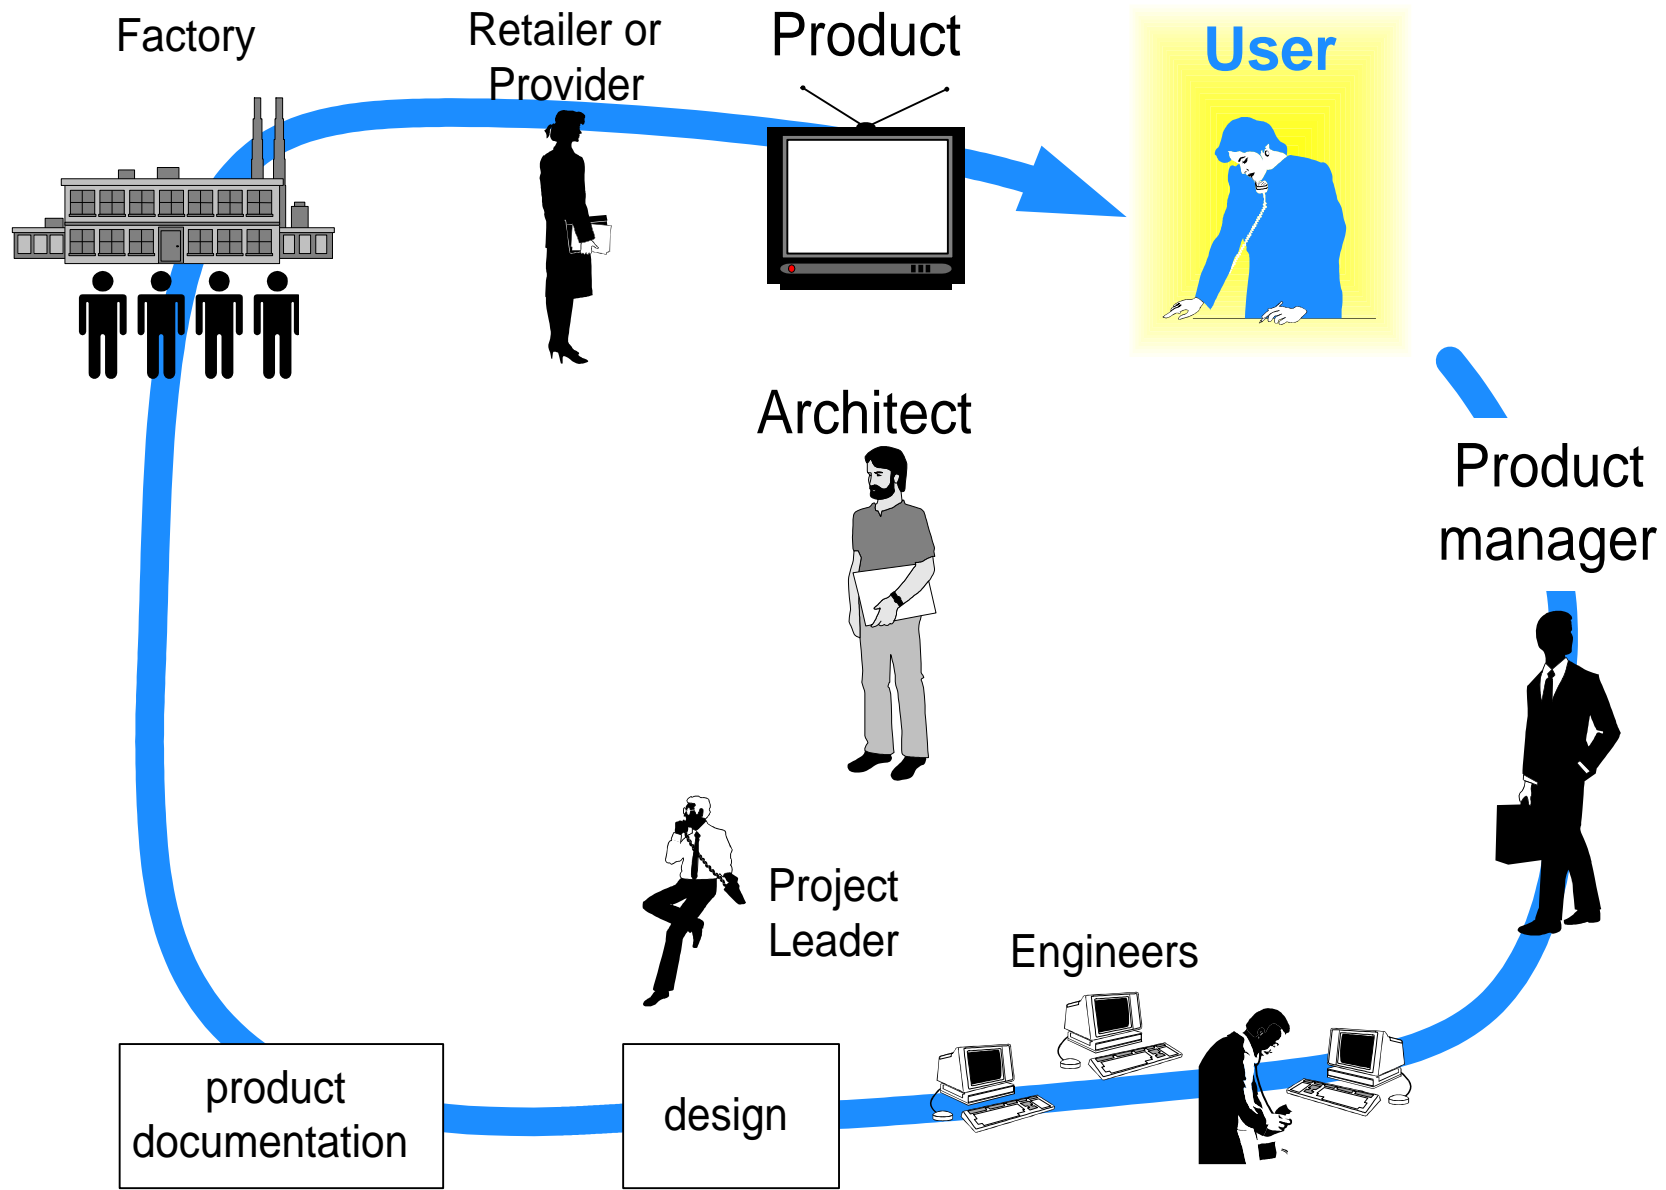 Factory
Retailer or
Provider
Product
User
Architect
Product
manager
Project
Leader
Engineers
product
documentation
design